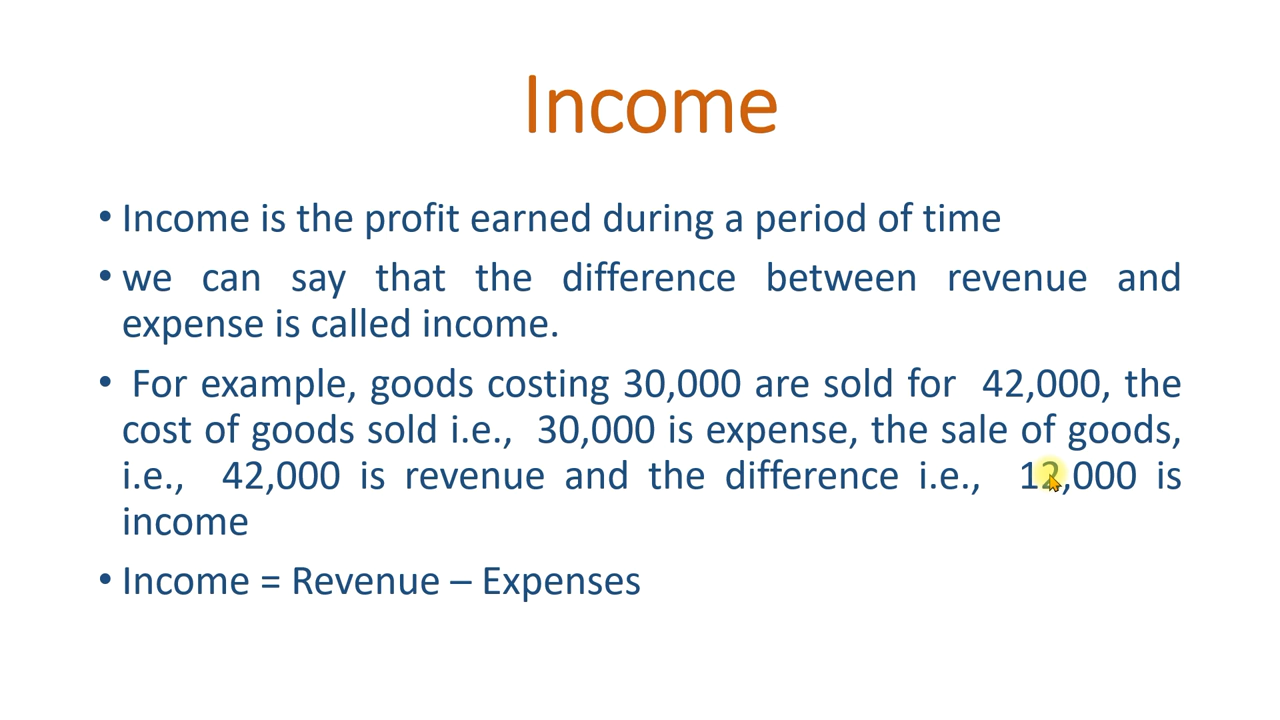 Income
• Income is the profit earned during a period of time
• we can say that the difference between revenue and
expense is called income.
• For example, goods costing 30,000 are sold for 42,000, the
cost of goods sold i.e., 30,000 is expense, the sale of goods,
i.e., 42,000 is revenue and the difference i.e., 12,000 is
income
• Income = Revenue – Expenses